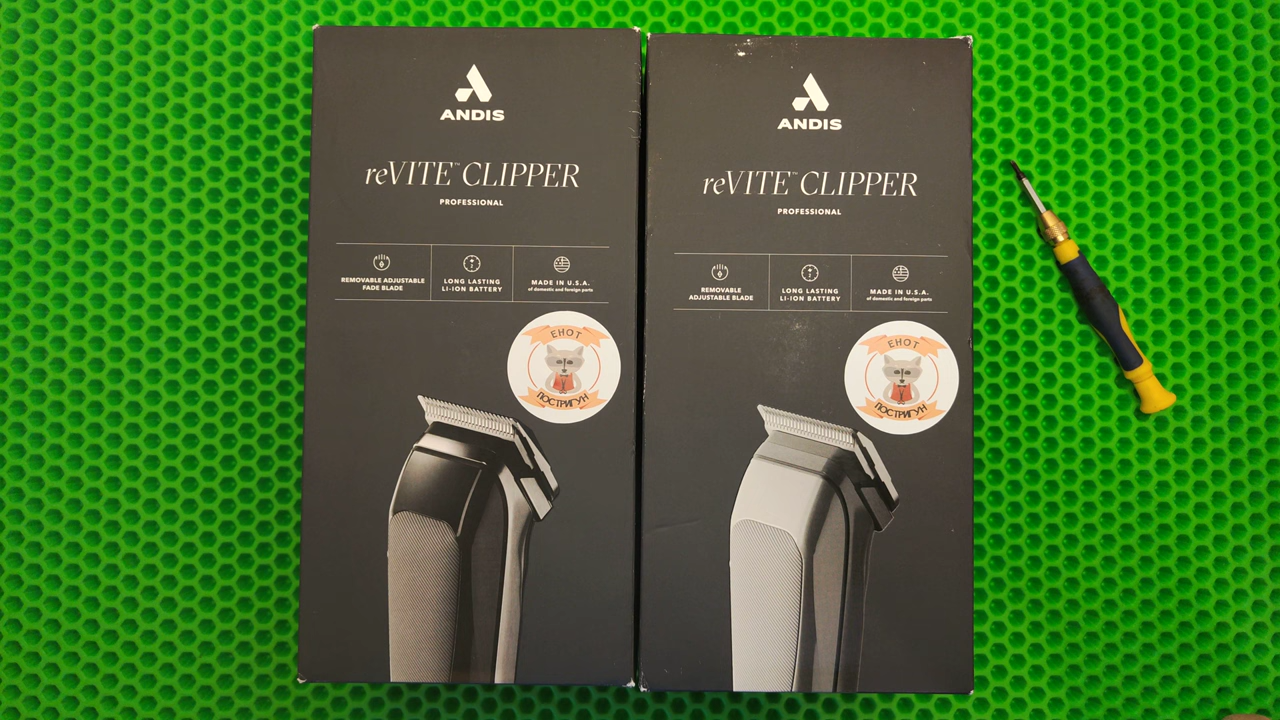 ANDIS
reVITE™ CLIPPER
PROFESSIONAL
REMOVABLE ADJUSTABLE
FADE BLADE
LONG LASTING
LI-ION BATTERY
MADE IN U.S.A.
of domestic and foreign parts
ЕНОТ
ПОСТРИГУН
ANDIS
reVITE™ CLIPPER
PROFESSIONAL
REMOVABLE
ADJUSTABLE BLADE
LONG LASTING
LI-ION BATTERY
MADE IN U.S.A.
of domestic and foreign parts
ЕНОТ
ПОСТРИГУН